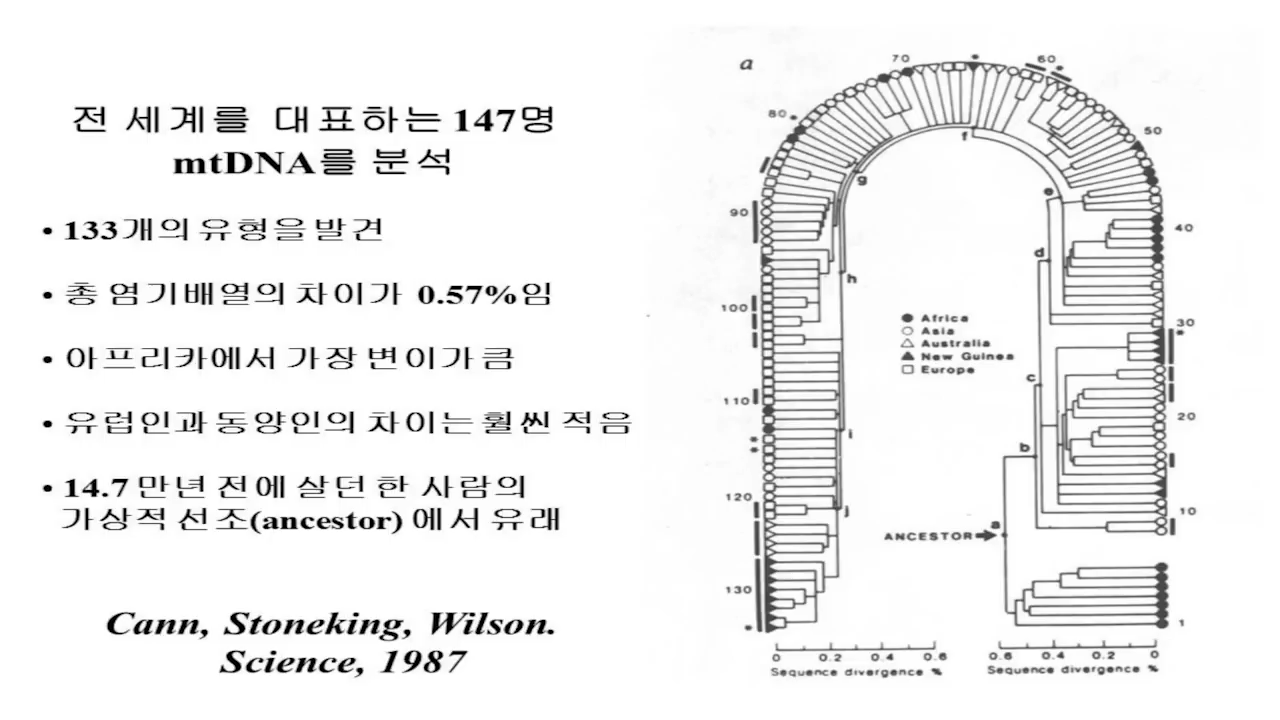 전 세계를 대표하는 147명
mtDNA를 분석
• 133개의 유형을 발견
• 총 염기배열의 차이가 0.57%임
• 아프리카에서 가장 변이가 큼
• 유럽인과 동양인의 차이는 훨씬 적음
• 14.7 만년 전에 살던 한 사람의
가상적 선조(ancestor) 에서 유래
Cann, Stoneking, Wilson.
Science, 1987
a
70
60
80
50
f
g
90
e
40
d
h
100
30
Africa
Asia
Australia
New Guinea
Europe
c
110
20
i
b
120
j
10
a
ANCESTOR
130
1
0 0.2 0.4 0.6
Sequence divergence %
0.6 0.4 0.2 0
Sequence divergence %